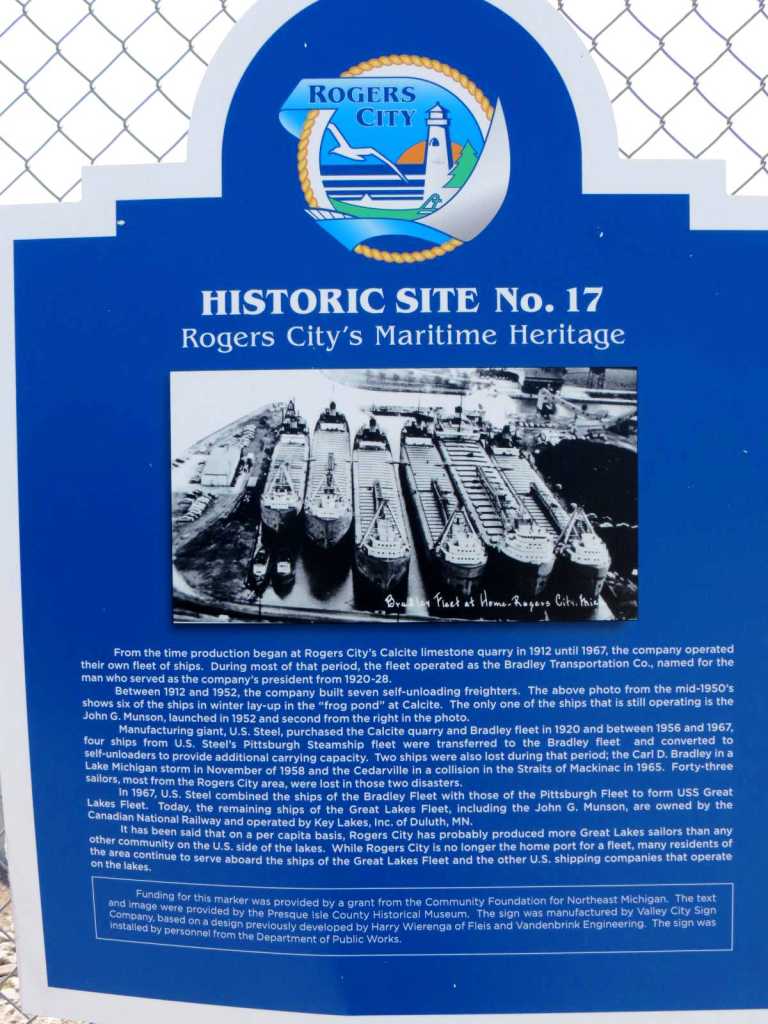 ROGERS
CITY
HISTORIC SITE No. 17
Rogers City's Maritime Heritage
Bradley Fleet at Home. Rogers City. Mich
From the time production began at Rogers City's Calcite limestone quarry in 1912 until 1967, the company operated
their own fleet of ships. During most of that period, the fleet operated as the Bradley Transportation Co., named for the
man who served as the company's president from 1920-28.
Between 1912 and 1952, the company built seven self-unloading freighters. The above photo from the mid-1950's
shows six of the ships in winter lay-up in the "frog pond" at Calcite. The only one of the ships that is still operating is the
John G. Munson, launched in 1952 and second from the right in the photo.
Manufacturing giant, U.S. Steel, purchased the Calcite quarry and Bradley fleet in 1920 and between 1956 and 1967,
four ships from U.S. Steel's Pittsburgh Steamship fleet were transferred to the Bradley fleet and converted to
self-unloaders to provide additional carrying capacity. Two ships were also lost during that period; the Carl D. Bradley in a
Lake Michigan storm in November of 1958 and the Cedarville in a collision in the Straits of Mackinac in 1965. Forty-three
sailors, most from the Rogers City area, were lost in those two disasters.
In 1967, U.S. Steel combined the ships of the Bradley Fleet with those of the Pittsburgh Fleet to form USS Great
Lakes Fleet. Today, the remaining ships of the Great Lakes Fleet, including the John G. Munson, are owned by the
Canadian National Railway and operated by Key Lakes, Inc. of Duluth, MN.
It has been said that on a per capita basis, Rogers City has probably produced more Great Lakes sailors than any
other community on the U.S. side of the lakes. While Rogers City is no longer the home port for a fleet, many residents of
the area continue to serve aboard the ships of the Great Lakes Fleet and the other U.S. shipping companies that operate
on the lakes.
Funding for this marker was provided by a grant from the Community Foundation for Northeast Michigan. The text
and image were provided by the Presque Isle County Historical Museum. The sign was manufactured by Valley City Sign
Company, based on a design previously developed by Harry Wierenga of Fleis and Vandenbrink Engineering. The sign was
installed by personnel from the Department of Public Works.